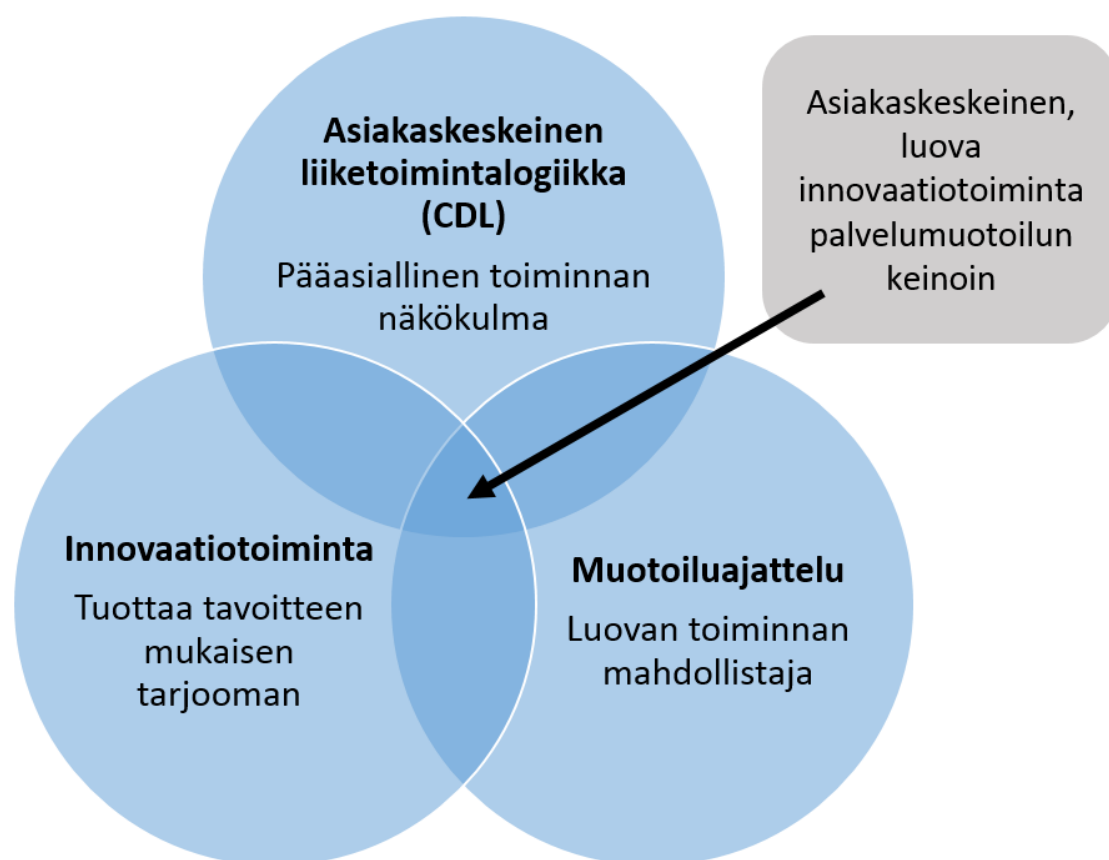 Asiakaskeskeinen
liiketoimintalogiikka
(CDL)
Pääasiallinen toiminnan
näkökulma
Asiakaskeskeinen,
luova
innovaatiotoiminta
palvelumuotoilun
keinoin
Innovaatiotoiminta
Tuottaa tavoitteen
mukaisen
tarjooman
Muotoiluajattelu
Luovan toiminnan
mahdollistaja